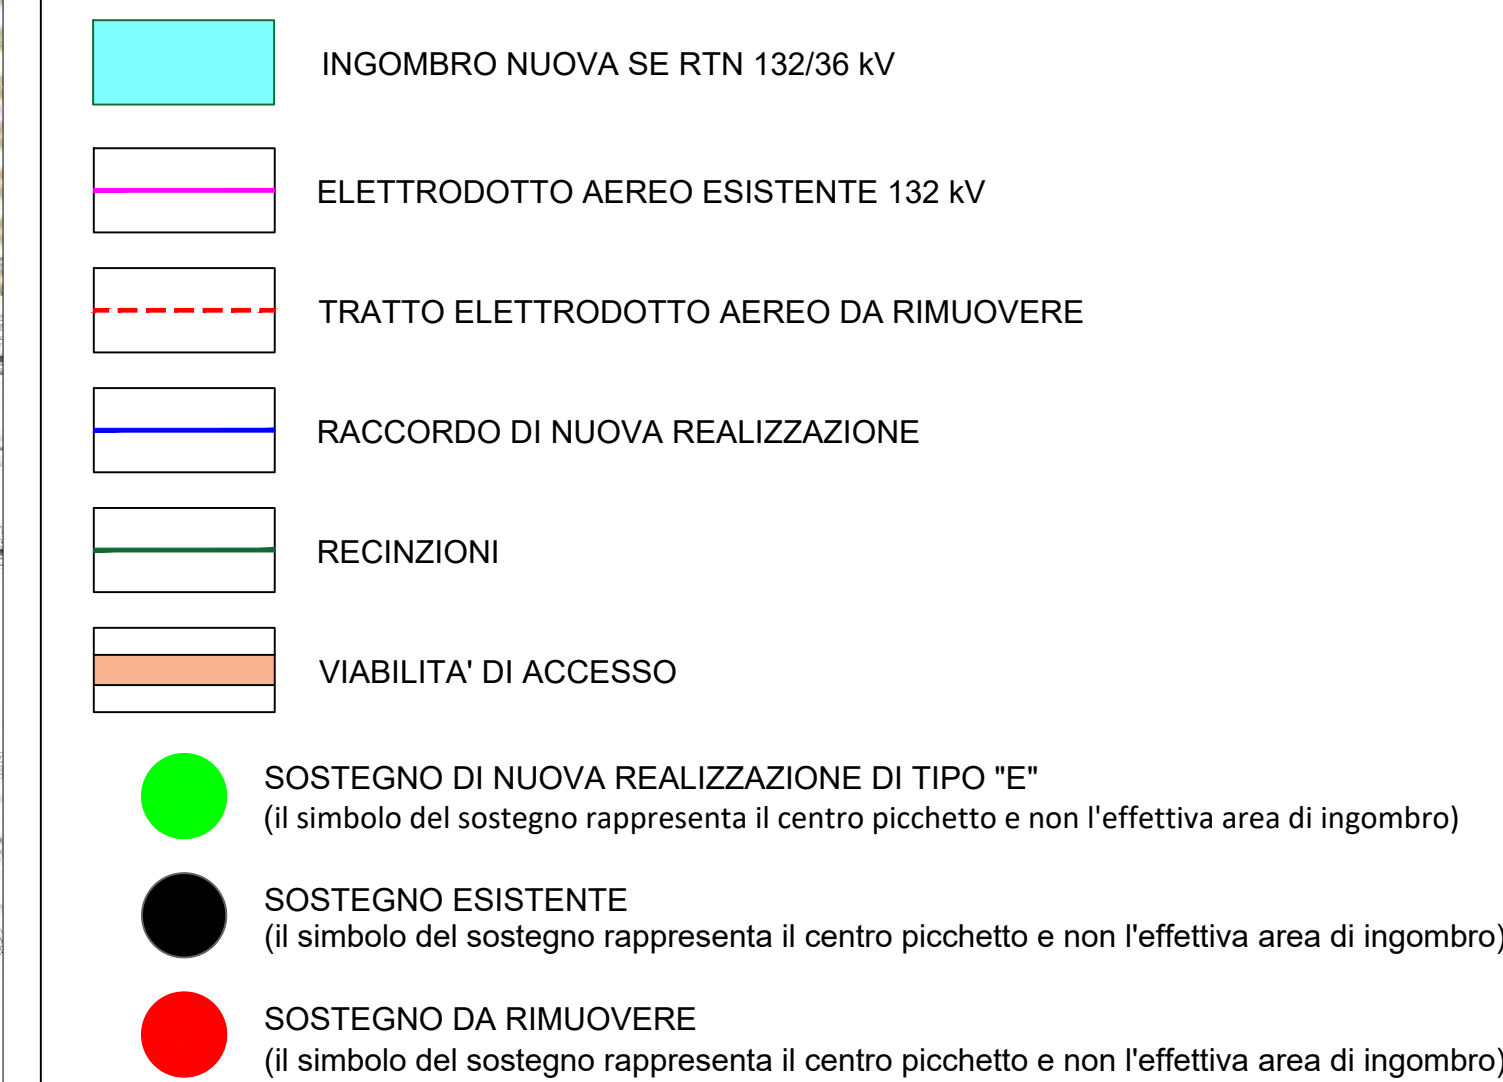 INGOMBRO NUOVA SE RTN 132/36 kV
ELETTRODOTTO AEREO ESISTENTE 132 kV
TRATTO ELETTRODOTTO AEREO DA RIMUOVERE
RACCORDO DI NUOVA REALIZZAZIONE
RECINZIONI
VIABILITA' DI ACCESSO
SOSTEGNO DI NUOVA REALIZZAZIONE DI TIPO "E"
(il simbolo del sostegno rappresenta il centro picchetto e non l'effettiva area di ingombro)
SOSTEGNO ESISTENTE
(il simbolo del sostegno rappresenta il centro picchetto e non l'effettiva area di ingombro)
SOSTEGNO DA RIMUOVERE
(il simbolo del sostegno rappresenta il centro picchetto e non l'effettiva area di ingombro)